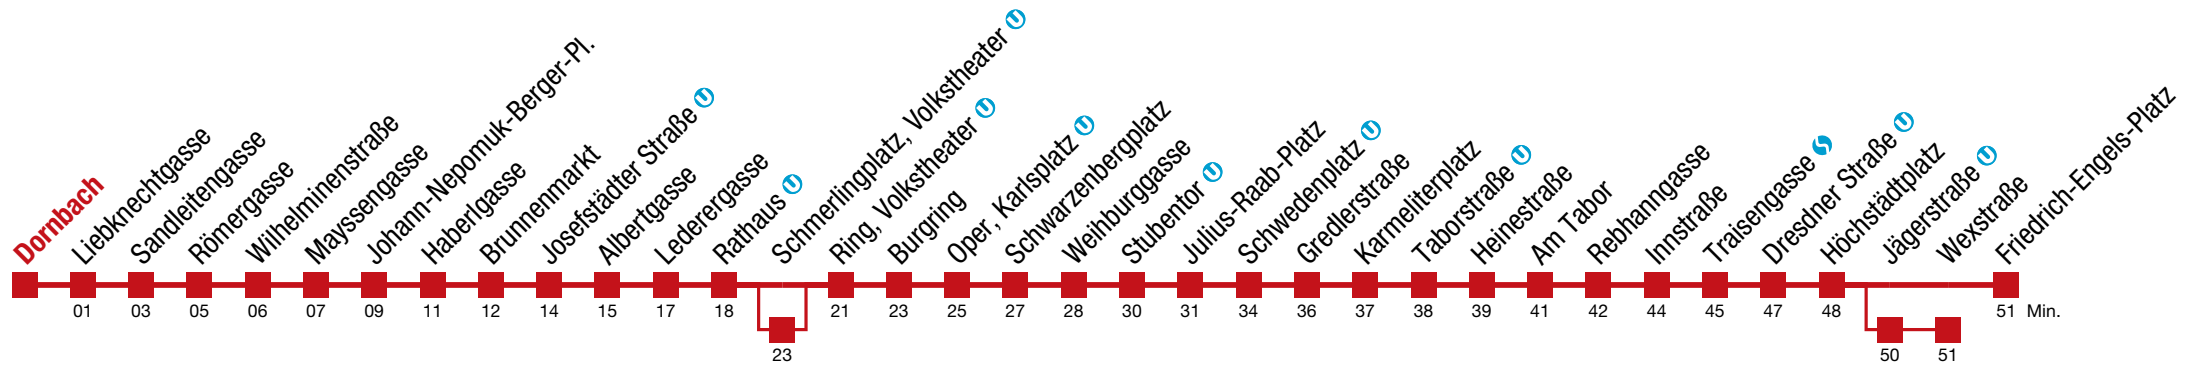 Dornbach
Liebknechtgasse
Sandleitengasse
Römergasse
Wilhelminenstraße
Mayssengasse
Johann-Nepomuk-Berger-Pl.
Haberlgasse
Brunnenmarkt
Josefstädter Straße U
Albertgasse
Lederergasse
Rathaus U
Schmerlingplatz, Volkstheater U
Ring, Volkstheater U
Burgring
Oper, Karlsplatz U
Schwarzenbergplatz
Weihburggasse
Stubentor U
Julius-Raab-Platz
Schwedenplatz U
Gredlerstraße
Karmeliterplatz
Taborstraße U
Heinestraße
Am Tabor
Rebhanngasse
Innstraße
Traisengasse S
Dresdner Straße U
Höchstädtplatz
Jägerstraße U
Wexstraße
Friedrich-Engels-Platz
01 03 05 06 07 09 11 12 14 15 17 18 21 23 25 27 28 30 31 34 36 37 38 39 41 42 44 45 47 48 51 Min.
23 50 51